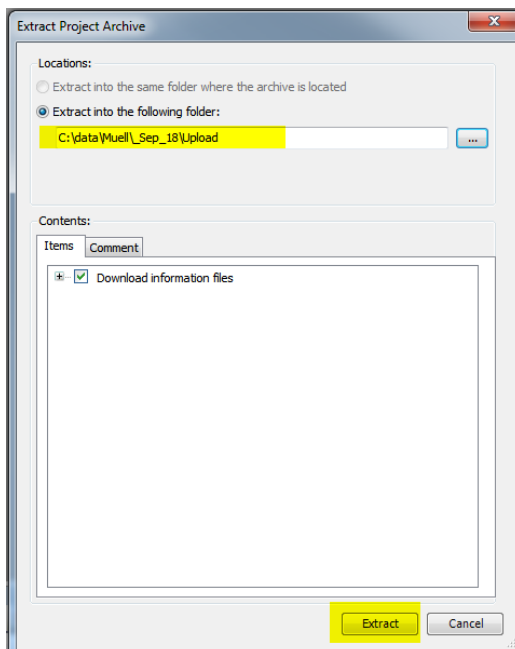 Extract Project Archive
Locations:
Extract into the same folder where the archive is located
Extract into the following folder:
C:\data\Muell\_Sep_18\Upload
...
Contents:
Items Comment
Download information files
Extract Cancel